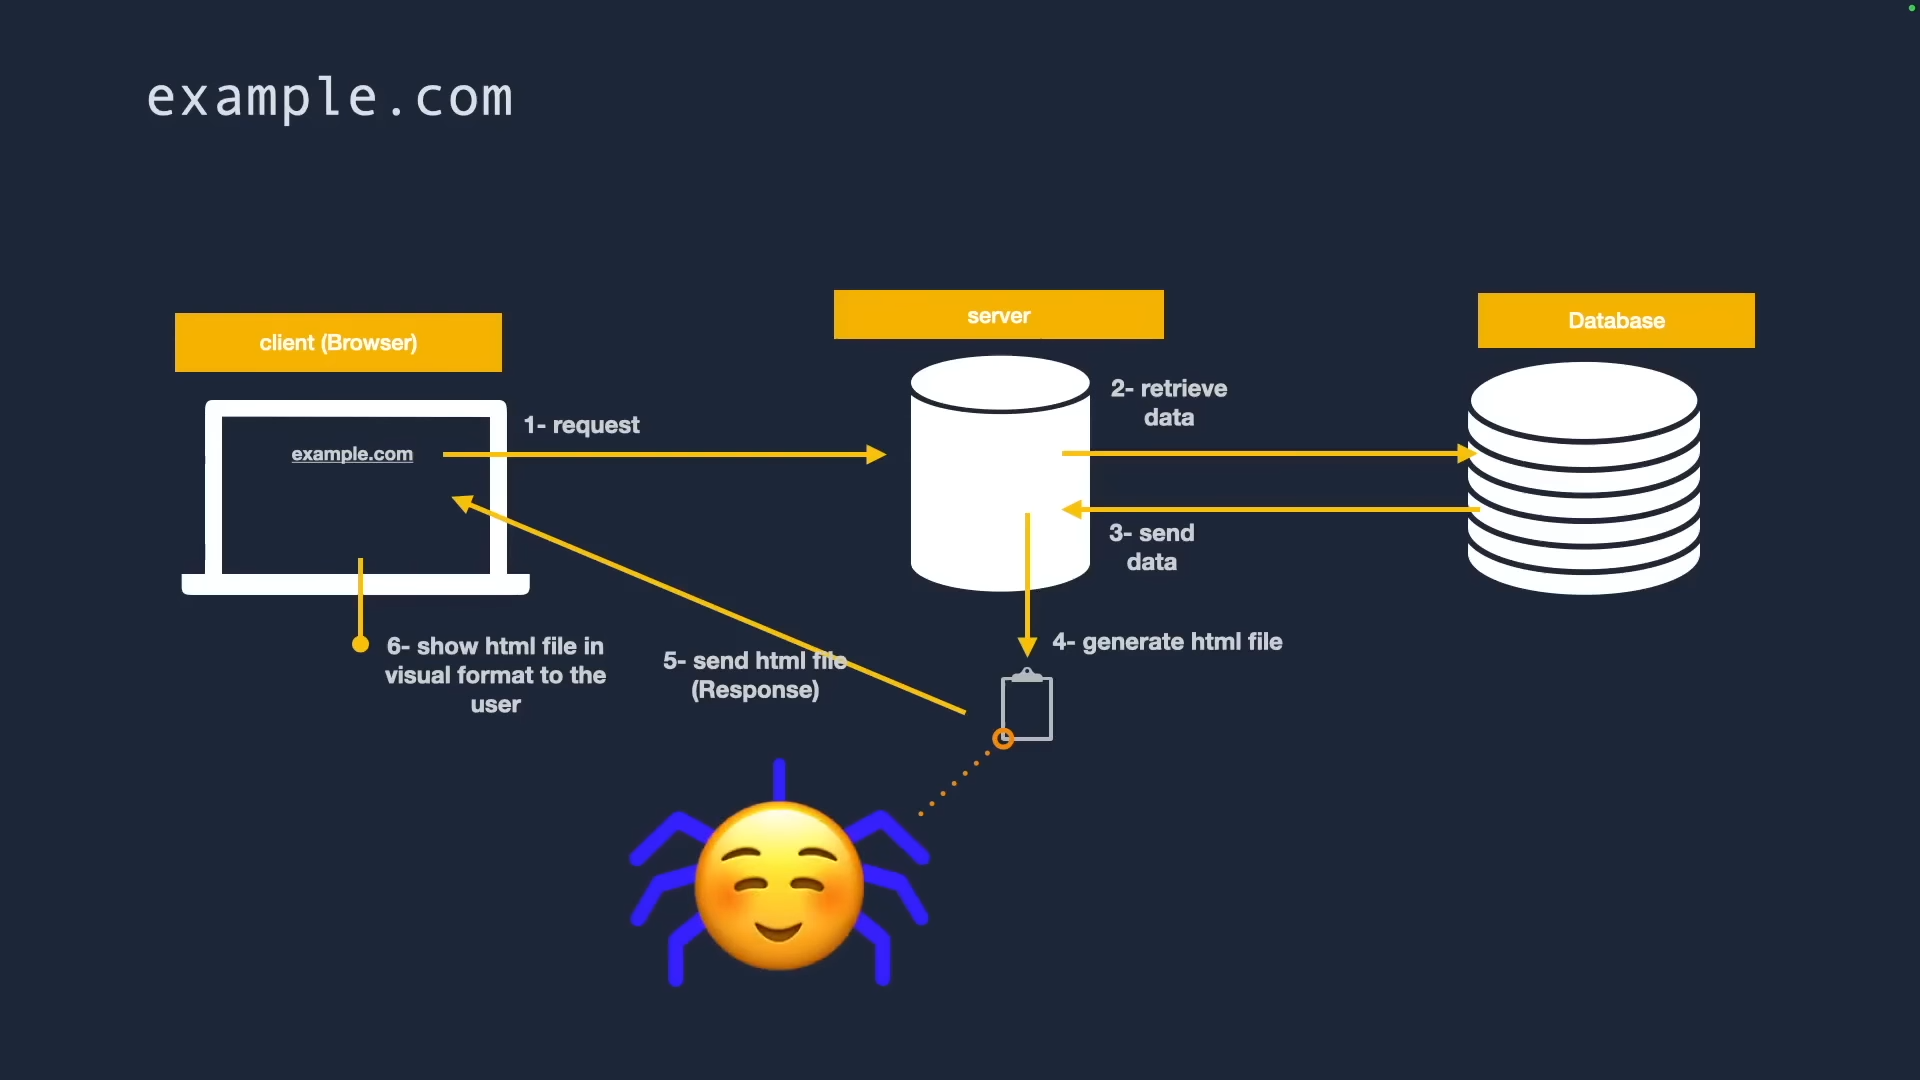 example.com
client (Browser)
server
Database
example.com
1- request
2- retrieve
data
3- send
data
4- generate html file
5- send html file
(Response)
6- show html file in
visual format to the
user